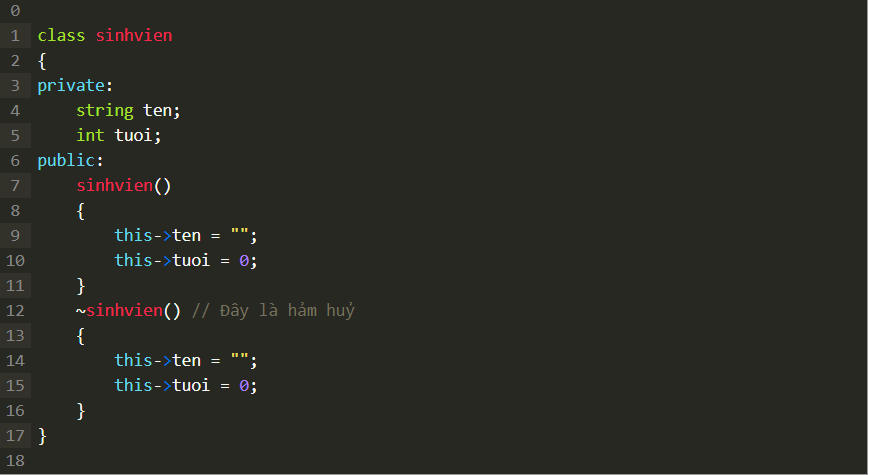 0
1 class sinhvien
2 {
3 private:
4     string ten;
5     int tuoi;
6 public:
7     sinhvien()
8     {
9         this->ten = "";
10         this->tuoi = 0;
11     }
12     ~sinhvien() // Đây là hảm huỷ
13     {
14         this->ten = "";
15         this->tuoi = 0;
16     }
17 }
18